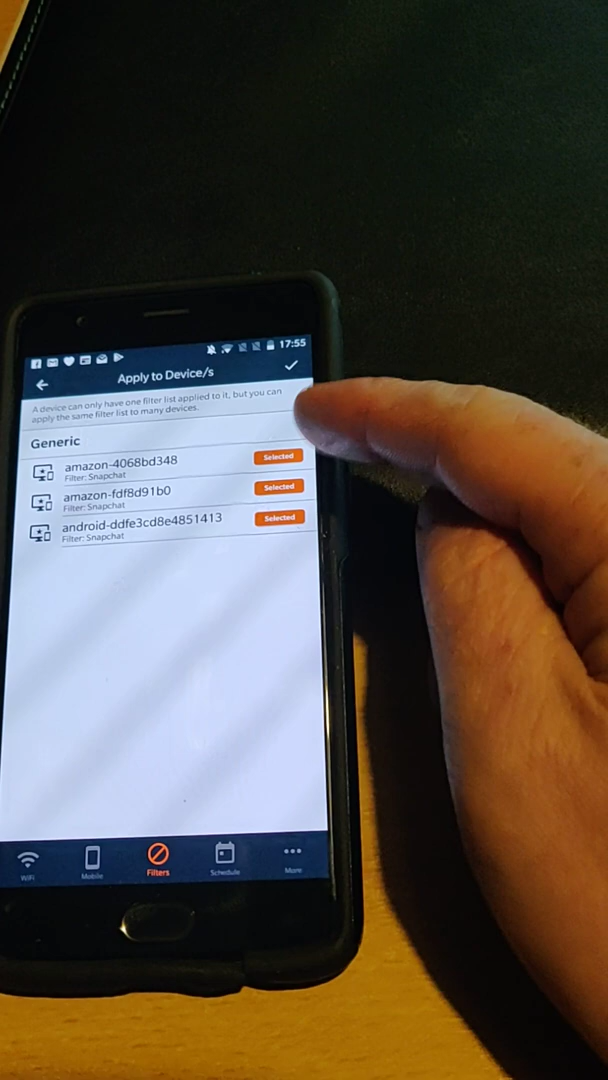 17:55
Apply to Device/s
A device can only have one filter list applied to it, but you can
apply the same filter list to many devices.
Generic
amazon-4068bd348
Filter: Snapchat
Selected
amazon-fdf8d91b0
Filter: Snapchat
Selected
android-ddfe3cd8e4851413
Filter: Snapchat
Selected
WiFi
Mobile
Filters
Schedule
More